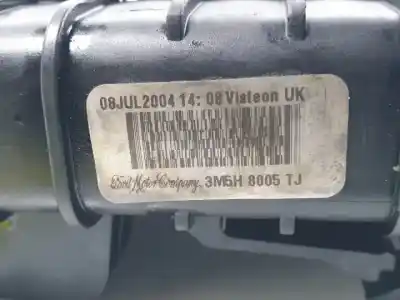 08JUL2004 14:08 Visteon UK
Ford Motor Company. 3M5H 8005 TJ